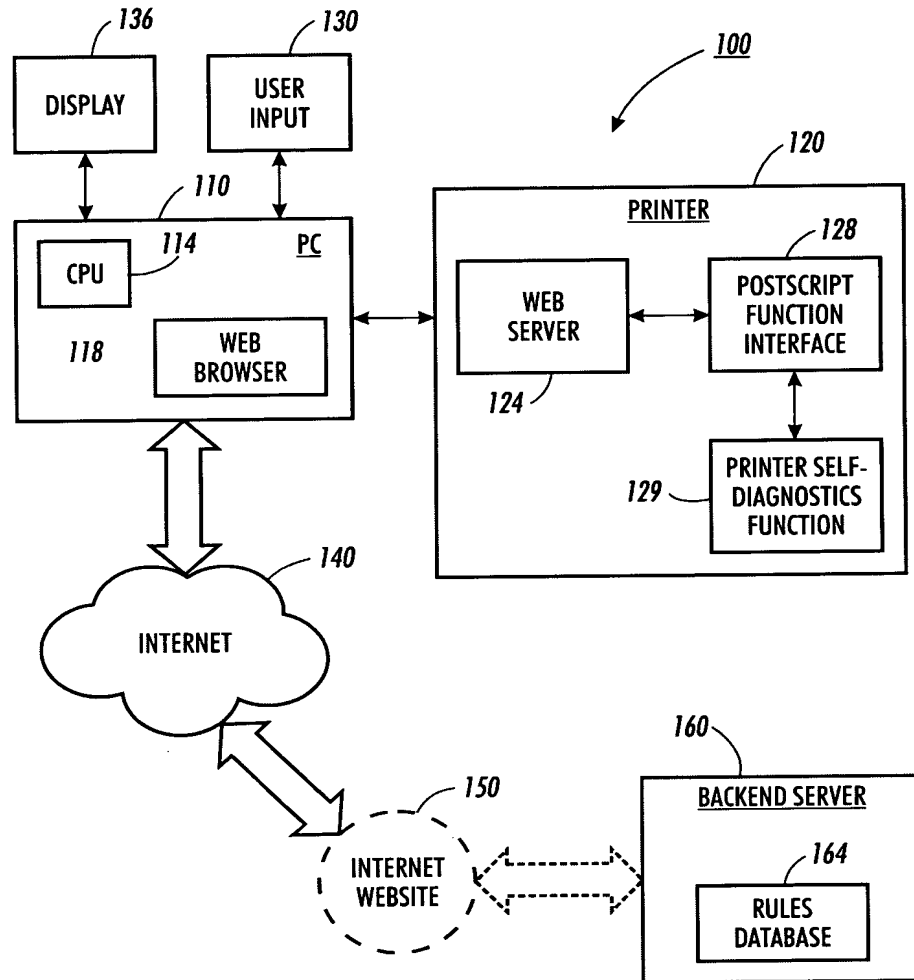 136
130
100
DISPLAY
USER
INPUT
120
110
PRINTER
114
PC
128
CPU
WEB
SERVER
POSTSCRIPT
FUNCTION
INTERFACE
118
WEB
BROWSER
124
129
PRINTER SELF-
DIAGNOSTICS
FUNCTION
140
INTERNET
160
150
BACKEND SERVER
INTERNET
WEBSITE
164
RULES
DATABASE